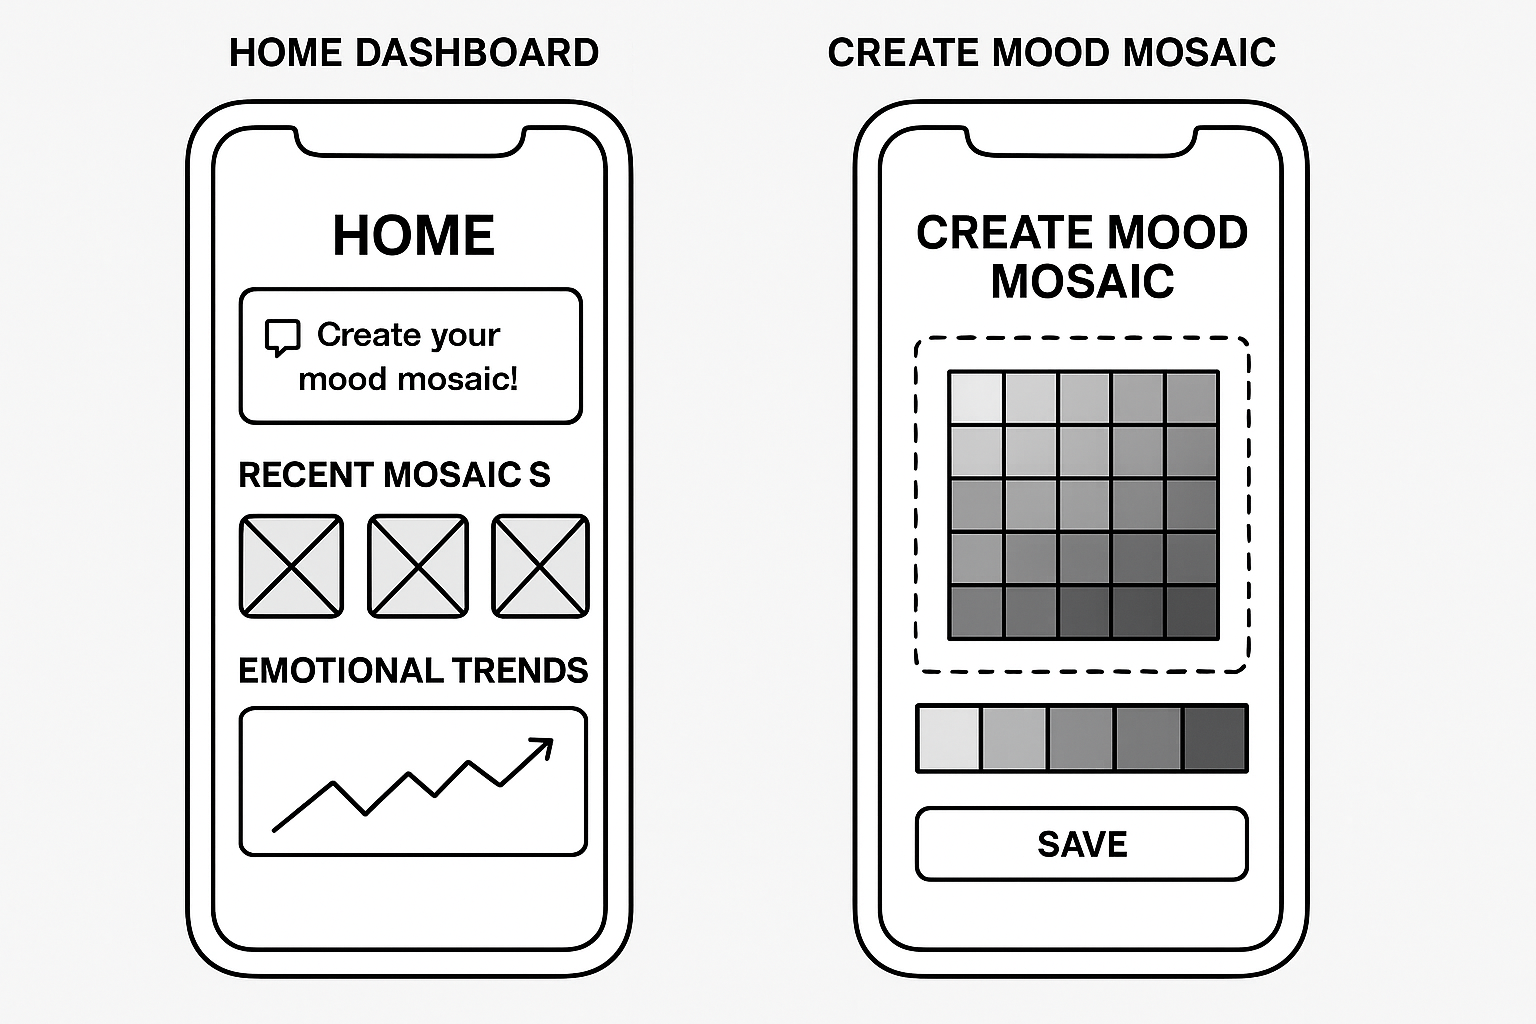 HOME DASHBOARD
HOME
Create your
mood mosaic!
RECENT MOSAIC S
EMOTIONAL TRENDS
CREATE MOOD MOSAIC
CREATE MOOD
MOSAIC
SAVE